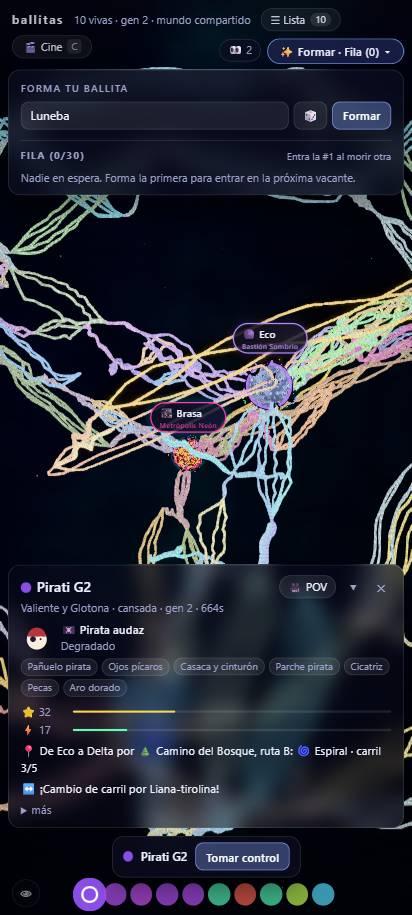 ballitas 10 vivas · gen 2 · mundo compartido ☰ Lista 10
🎬 Cine C 👀 2 ✨ Formar · Fila (0) ▾
FORMA TU BALLITA
Luneba 🎲 Formar
FILA (0/30) Entra la #1 al morir otra
Nadie en espera. Forma la primera para entrar en la próxima vacante.
Eco
Bastión Sombrío
Brasa
Metrópolis Neón
Pirati G2 POV ▼ ✕
Valiente y Glotona · cansada · gen 2 · 664s
🏴‍☠️ Pirata audaz
Degradado
Pañuelo pirata Ojos pícaros Casaca y cinturón Parche pirata Cicatriz
Pecas Aro dorado
⭐ 32
⚡ 17
📍 De Eco a Delta por 🌲 Camino del Bosque, ruta B: 🌀 Espiral · carril
3/5
↔️ ¡Cambio de carril por Liana-tirolina!
▶ más
Pirati G2 Tomar control